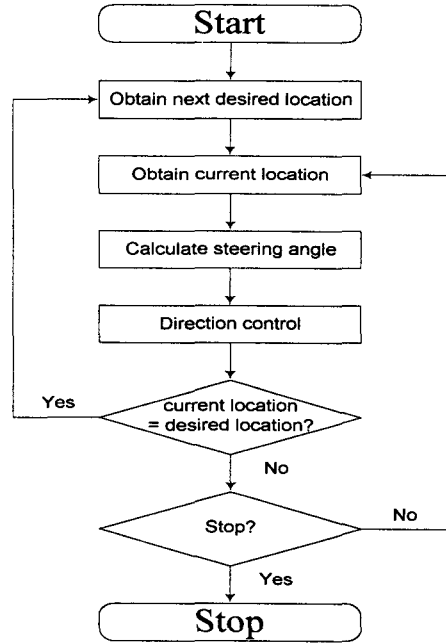 Start
Obtain next desired location
Obtain current location
Calculate steering angle
Direction control
Yes
current location
= desired location?
No
Stop?
No
Yes
Stop